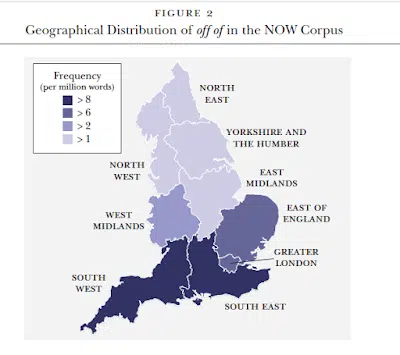 FIGURE 2
Geographical Distribution of off of in the NOW Corpus
Frequency
(per million words)
> 8
> 6
> 2
> 1
NORTH
EAST
YORKSHIRE AND
THE HUMBER
NORTH
WEST
EAST
MIDLANDS
WEST
MIDLANDS
EAST OF
ENGLAND
GREATER
LONDON
SOUTH
WEST
SOUTH EAST